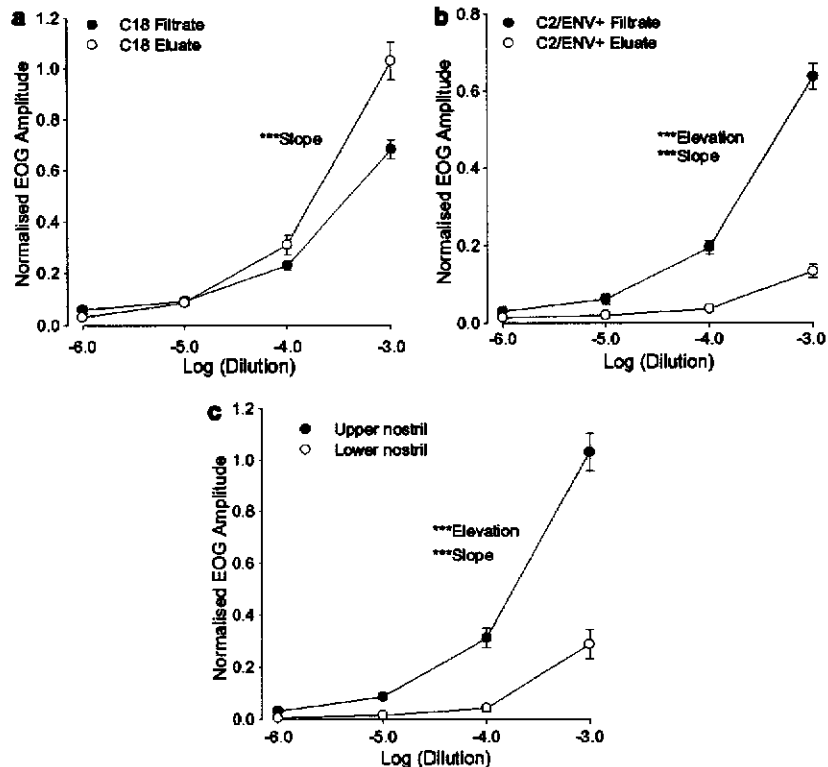 a
C18 Filtrate
C18 Eluate
Normalised EOG Amplitude
1.2
1.0
0.8
0.6
0.4
0.2
0.0
***Slope
-6.0 -5.0 -4.0 -3.0
Log (Dilution)
b
C2/ENV+ Filtrate
C2/ENV+ Eluate
Normalised EOG Amplitude
0.8
0.6
0.4
0.2
0.0
***Elevation
***Slope
-6.0 -5.0 -4.0 -3.0
Log (Dilution)
c
Upper nostril
Lower nostril
Normalised EOG Amplitude
1.2
1.0
0.8
0.6
0.4
0.2
0.0
***Elevation
***Slope
-6.0 -5.0 -4.0 -3.0
Log (Dilution)